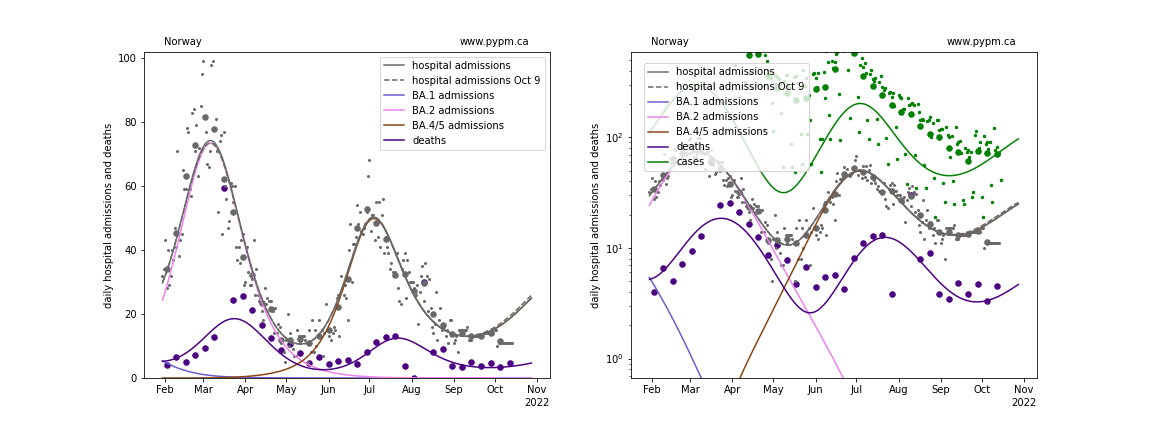 Norway www.pypm.ca
daily hospital admissions and deaths
100
80
60
40
20
0
hospital admissions
hospital admissions Oct 9
BA.1 admissions
BA.2 admissions
BA.4/5 admissions
deaths
Feb Mar Apr May Jun Jul Aug Sep Oct Nov
2022
Norway www.pypm.ca
daily hospital admissions and deaths
10²
10¹
10⁰
hospital admissions
hospital admissions Oct 9
BA.1 admissions
BA.2 admissions
BA.4/5 admissions
deaths
cases
Feb Mar Apr May Jun Jul Aug Sep Oct Nov
2022